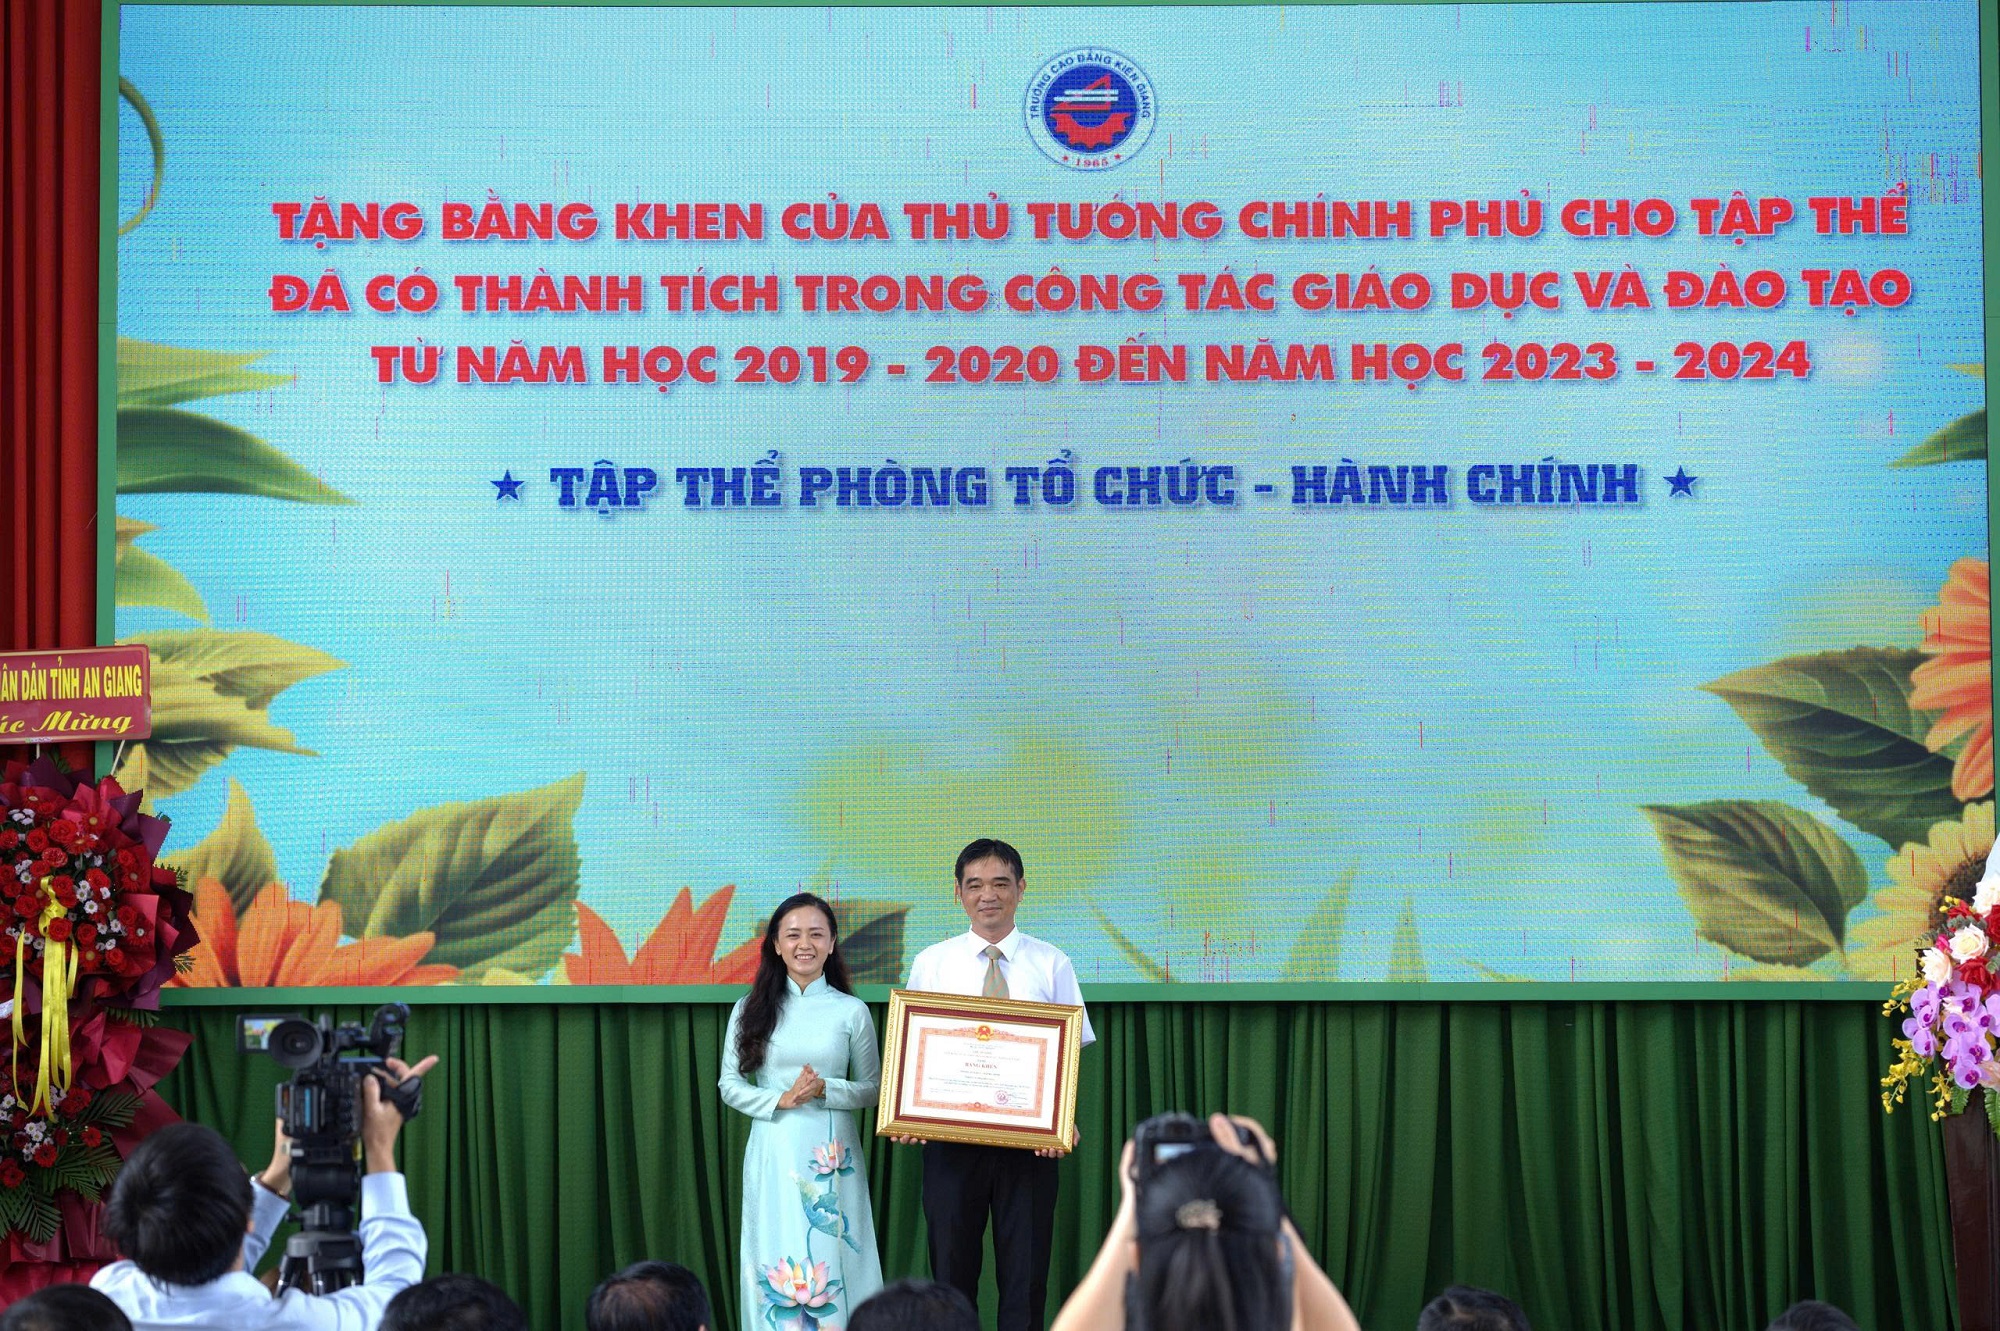 TRƯỜNG CAO ĐẲNG KIÊN GIANG
★ 1965 ★
TẶNG BẰNG KHEN CỦA THỦ TƯỚNG CHÍNH PHỦ CHO TẬP THỂ
ĐÃ CÓ THÀNH TÍCH TRONG CÔNG TÁC GIÁO DỤC VÀ ĐÀO TẠO
TỪ NĂM HỌC 2019 - 2020 ĐẾN NĂM HỌC 2023 - 2024
★ TẬP THỂ PHÒNG TỔ CHỨC - HÀNH CHÍNH ★
DÂN TỈNH AN GIANG
Mừng
BẰNG KHEN